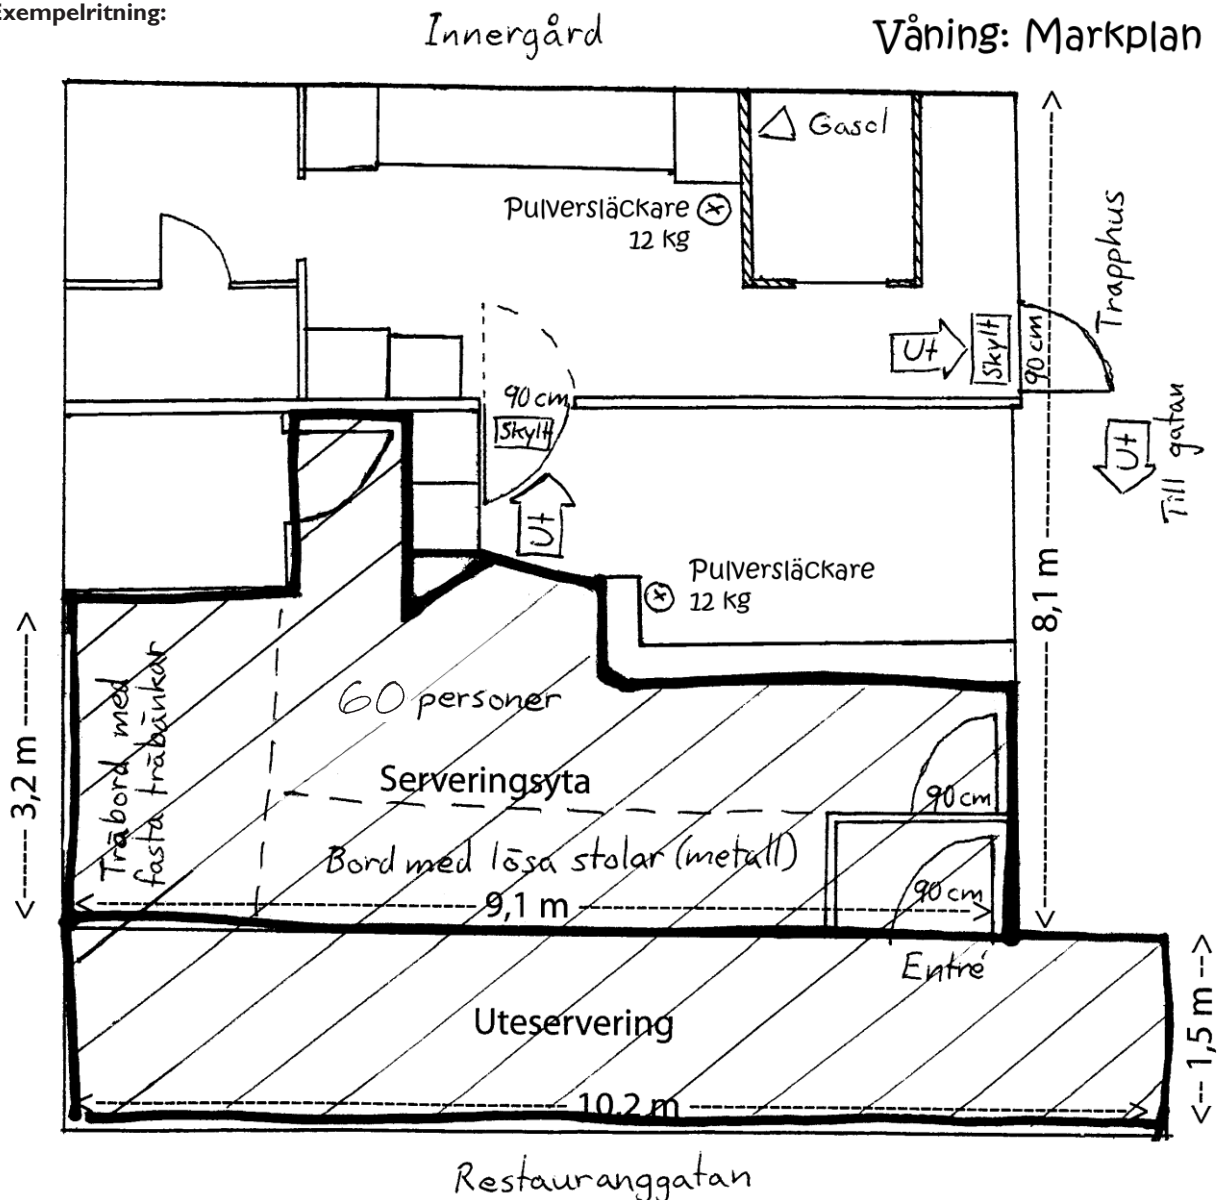 Exempelritning:
Innergård
Våning: Markplan
Gasol
Pulversläckare
12 kg
Trapphus
Ut
Skylt
90 cm
90 cm
Skylt
Ut
Ut
Till gatan
Pulversläckare
12 kg
8,1 m
3,2 m
Träbord med
fasta träbänkar
60 personer
Serveringsyta
90 cm
Bord med lösa stolar (metall)
9,1 m
90 cm
Entré
Uteservering
1,5 m
10,2 m
Restauranggatan